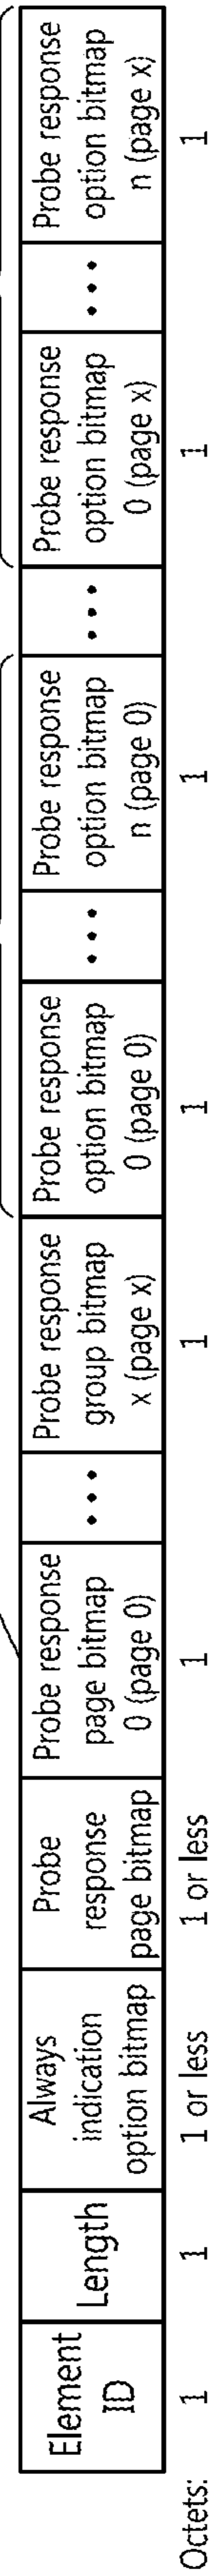 Element
ID
Length
Always
indication
option bitmap
Probe
response
page bitmap
Probe response
page bitmap
0 (page 0)
•••
Probe response
group bitmap
x (page x)
Probe response
option bitmap
0 (page 0)
•••
Probe response
option bitmap
n (page 0)
•••
Probe response
option bitmap
0 (page x)
•••
Probe response
option bitmap
n (page x)
Octets: 1 1 1 or less 1 or less 1 1 1 1 1 1